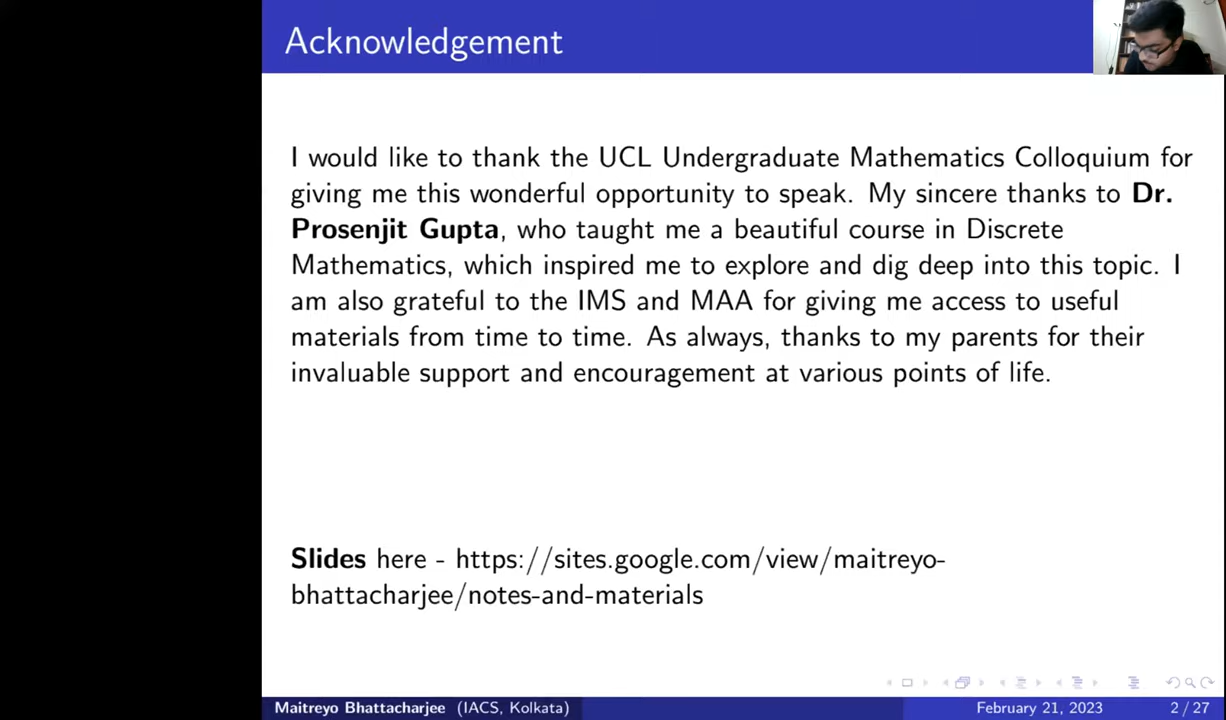 Acknowledgement
I would like to thank the UCL Undergraduate Mathematics Colloquium for
giving me this wonderful opportunity to speak. My sincere thanks to Dr.
Prosenjit Gupta, who taught me a beautiful course in Discrete
Mathematics, which inspired me to explore and dig deep into this topic. I
am also grateful to the IMS and MAA for giving me access to useful
materials from time to time. As always, thanks to my parents for their
invaluable support and encouragement at various points of life.
Slides here - https://sites.google.com/view/maitreyo-
bhattacharjee/notes-and-materials
Maitreyo Bhattacharjee (IACS, Kolkata) February 21, 2023 2 / 27